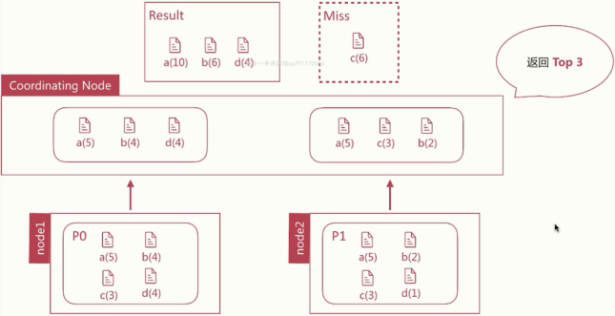 Result
a(10) b(6) d(4)
Miss
c(6)
返回 Top 3
Coordinating Node
a(5) b(4) d(4)
a(5) c(3) b(2)
node1
P0
a(5) b(4)
c(3) d(4)
node2
P1
a(5) b(2)
c(3) d(1)